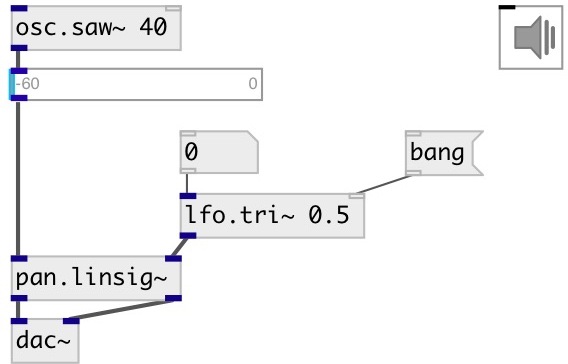 osc.saw~ 40
-60 0
0
bang
lfo.tri~ 0.5
pan.linsig~
dac~